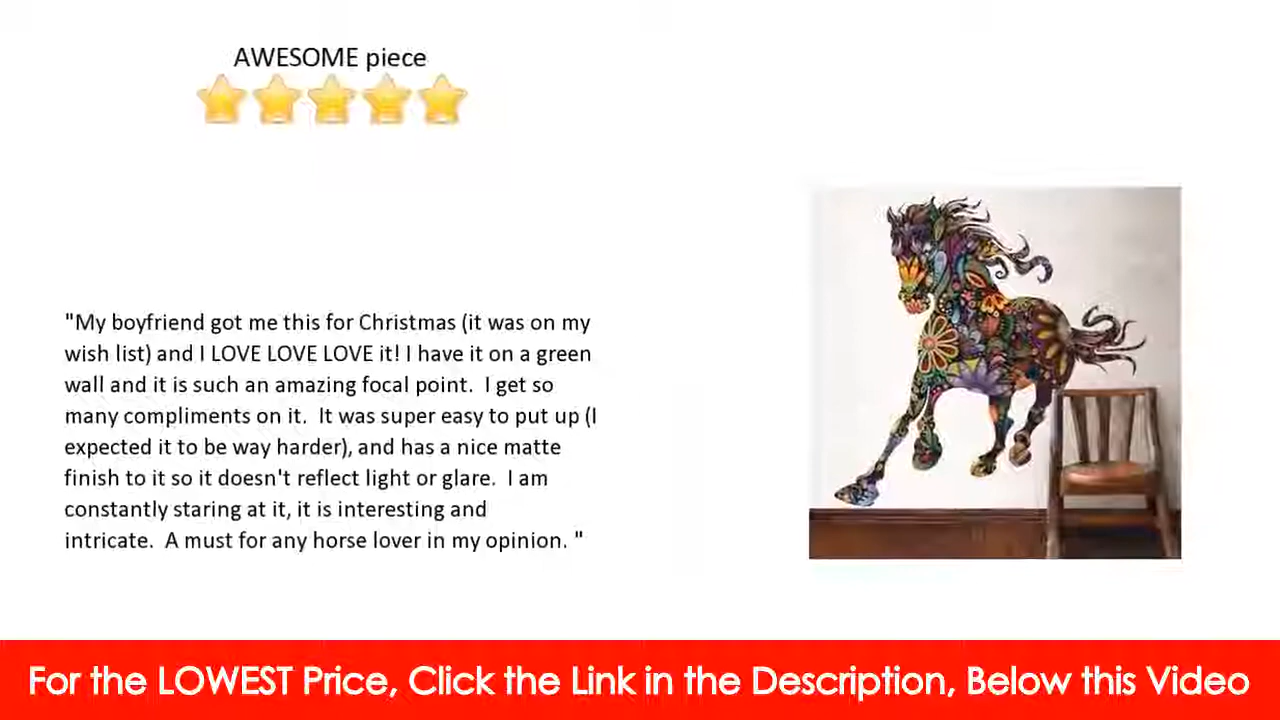 AWESOME piece
"My boyfriend got me this for Christmas (it was on my
wish list) and I LOVE LOVE LOVE it! I have it on a green
wall and it is such an amazing focal point.  I get so
many compliments on it.  It was super easy to put up (I
expected it to be way harder), and has a nice matte
finish to it so it doesn't reflect light or glare.  I am
constantly staring at it, it is interesting and
intricate.  A must for any horse lover in my opinion. "
For the LOWEST Price, Click the Link in the Description, Below this Video